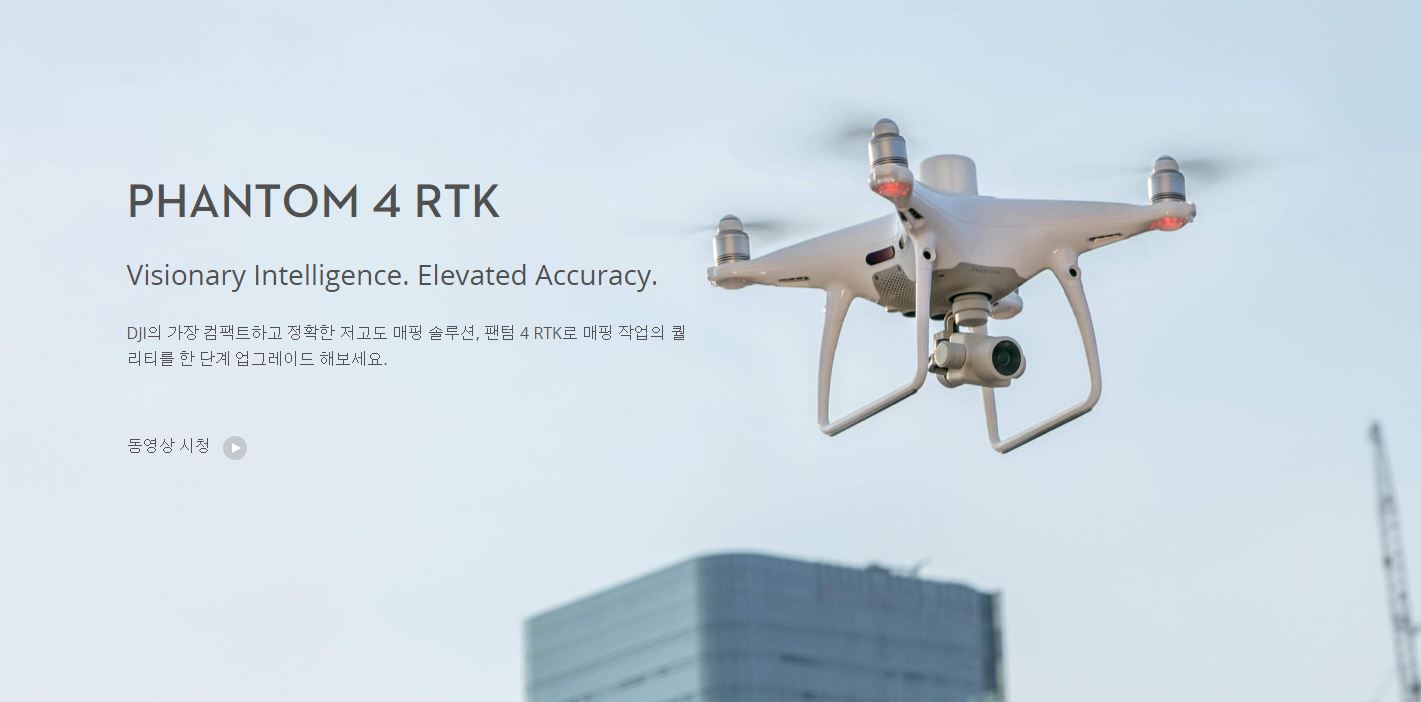 PHANTOM 4 RTK
Visionary Intelligence. Elevated Accuracy.
DJI의 가장 컴팩트하고 정확한 저고도 매핑 솔루션, 팬텀 4 RTK로 매핑 작업의 퀄
리티를 한 단계 업그레이드 해보세요.
동영상 시청
PHANTOM